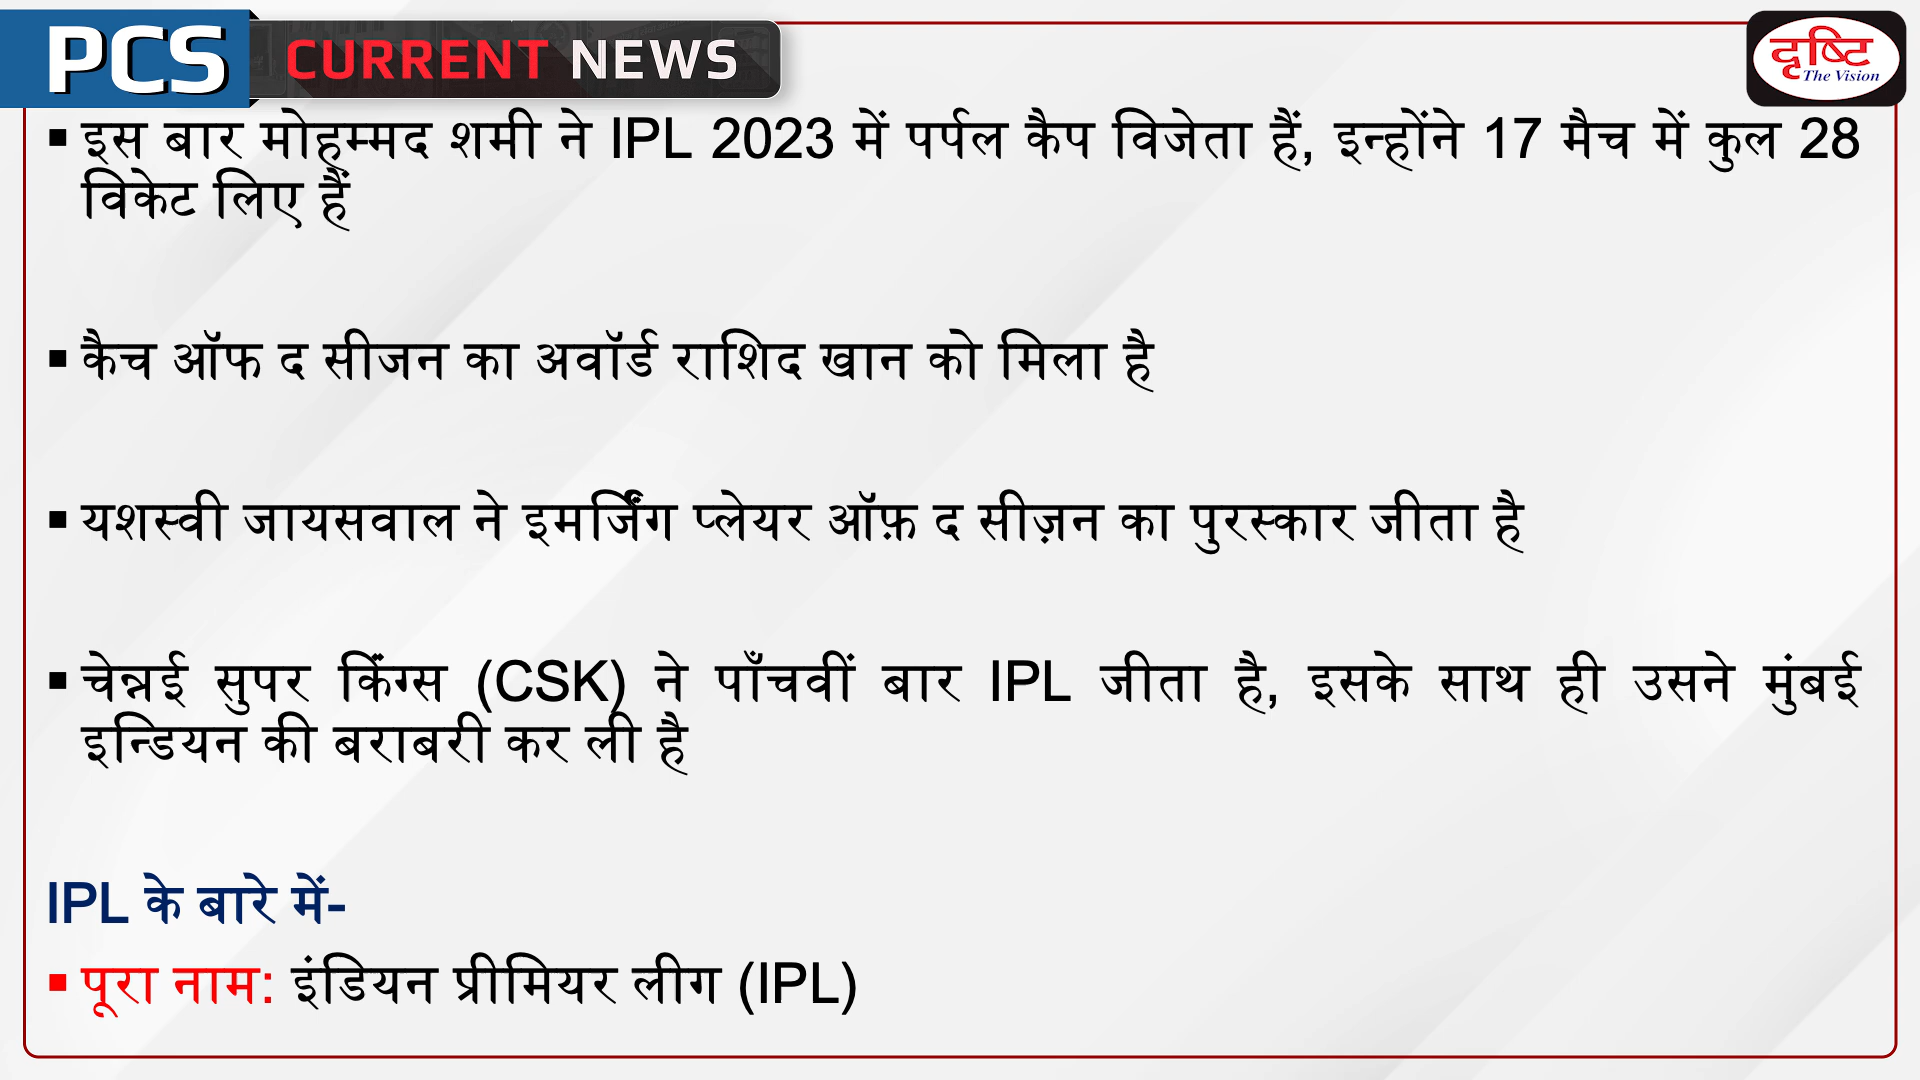 PCS CURRENT NEWS
दृष्टि
The Vision
▪ इस बार मोहम्मद शमी ने IPL 2023 में पर्पल कैप विजेता हैं, इन्होंने 17 मैच में कुल 28
विकेट लिए हैं
▪ कैच ऑफ द सीजन का अवॉर्ड राशिद खान को मिला है
▪ यशस्वी जायसवाल ने इमर्जिंग प्लेयर ऑफ़ द सीज़न का पुरस्कार जीता है
▪ चेन्नई सुपर किंग्स (CSK) ने पाँचवीं बार IPL जीता है, इसके साथ ही उसने मुंबई
इन्डियन की बराबरी कर ली है
IPL के बारे में-
▪ पूरा नाम: इंडियन प्रीमियर लीग (IPL)